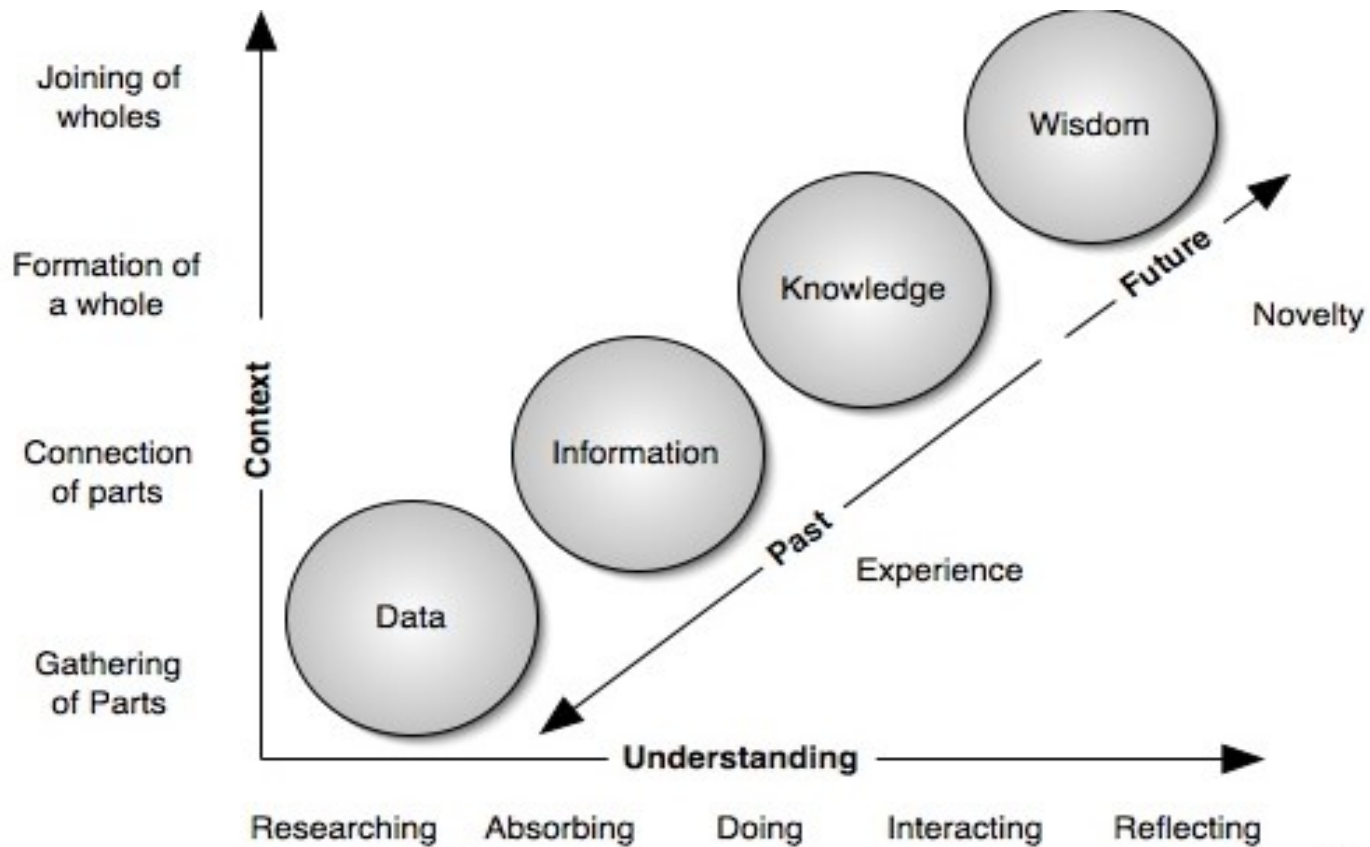 Joining of
wholes
Wisdom
Formation of
a whole
Knowledge
Future
Novelty
Context
Connection
of parts
Information
Past
Experience
Data
Gathering
of Parts
Understanding
Researching Absorbing Doing Interacting Reflecting